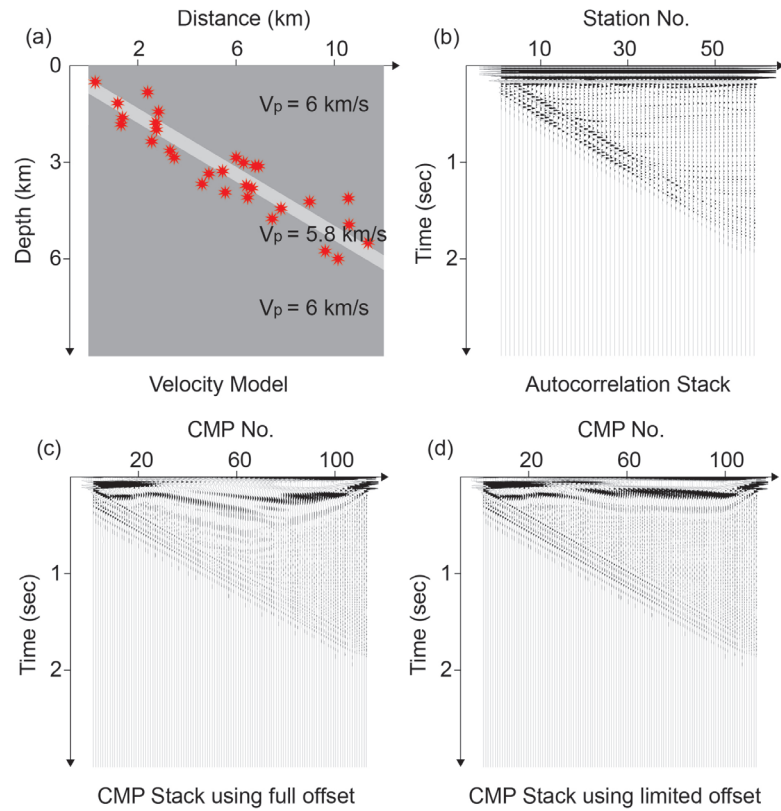 (a)
Distance (km)
2 6 10
0
3
6
Depth (km)
Vp = 6 km/s
Vp = 5.8 km/s
Vp = 6 km/s
Velocity Model
(b)
Station No.
10 30 50
1
2
Time (sec)
Autocorrelation Stack
(c)
CMP No.
20 60 100
1
2
Time (sec)
CMP Stack using full offset
(d)
CMP No.
20 60 100
1
2
Time (sec)
CMP Stack using limited offset